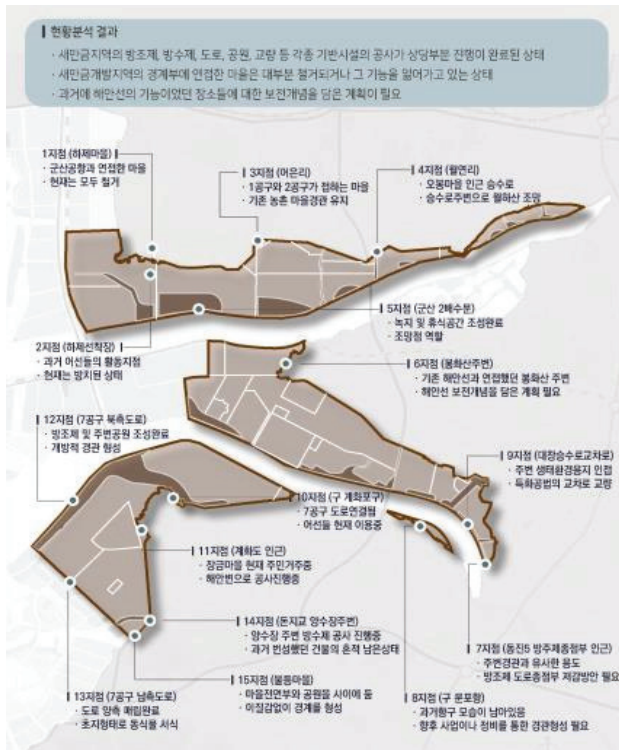 현황분석 결과
· 새만금지역의 방조제, 방수제, 도로, 공원, 교량 등 각종 기반시설의 공사가 상당부분 진행이 완료된 상태
· 새만금개발지역의 경계부에 연접한 마을은 대부분 철거되거나 그 기능을 잃어가고 있는 상태
· 과거에 해안선의 기능이었던 장소들에 대한 보전개념을 담은 계획이 필요
1지점 (하제마을)
· 군산공항과 연접한 마을
· 현재는 모두 철거
3지점 (어은리)
· 1공구와 2공구가 접하는 마을
· 기존 농촌 마을경관 유지
4지점 (월연리)
· 오봉마을 인근 승수로
· 승수로주변으로 월하산 조망
2지점 (하제선착장)
· 과거 어선들의 활동지점
· 현재는 방치된 상태
5지점 (군산 2배수문)
· 녹지 및 휴식공간 조성완료
· 조망점 역할
6지점 (봉화산주변)
· 기존 해안선과 연접했던 봉화산 주변
· 해안선 보전개념을 담은 계획 필요
12지점 (7공구 북측도로)
· 방조제 및 주변공원 조성완료
· 개방적 경관 형성
9지점 (대창승수로교차로)
· 주변 생태환경용지 인접
· 특화공법의 교차로 교량
10지점 (구 계화포구)
· 7공구 도로연결됨
· 어선들 현재 이용중
11지점 (계화도 인근)
· 장금마을 현재 주민거주중
· 해안변으로 공사진행중
14지점 (돈지교 양수장주변)
· 양수장 주변 방수제 공사 진행중
· 과거 번성했던 건물의 흔적 남은상태
7지점 (동진5 방수제종점부 인근)
· 주변경관과 유사한 용도
· 방조제 도로종점부 저감방안 필요
15지점 (불등마을)
· 마을전면부와 공원을 사이에 둠
· 이질감없이 경계를 형성
13지점 (7공구 남측도로)
· 도로 양측 매립완료
· 초지형태로 동식물 서식
8지점 (구 문포항)
· 과거항구 모습이 남아있음
· 향후 사업이나 정비를 통한 경관형성 필요